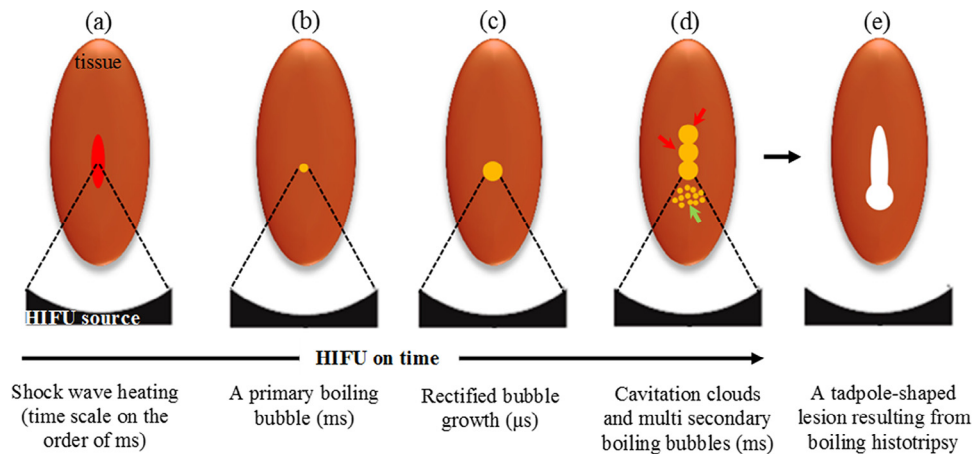 (a)
(b)
(c)
(d)
(e)
tissue
HIFU source
HIFU on time
Shock wave heating
(time scale on the
order of ms)
A primary boiling
bubble (ms)
Rectified bubble
growth (μs)
Cavitation clouds
and multi secondary
boiling bubbles (ms)
A tadpole-shaped
lesion resulting from
boiling histotripsy